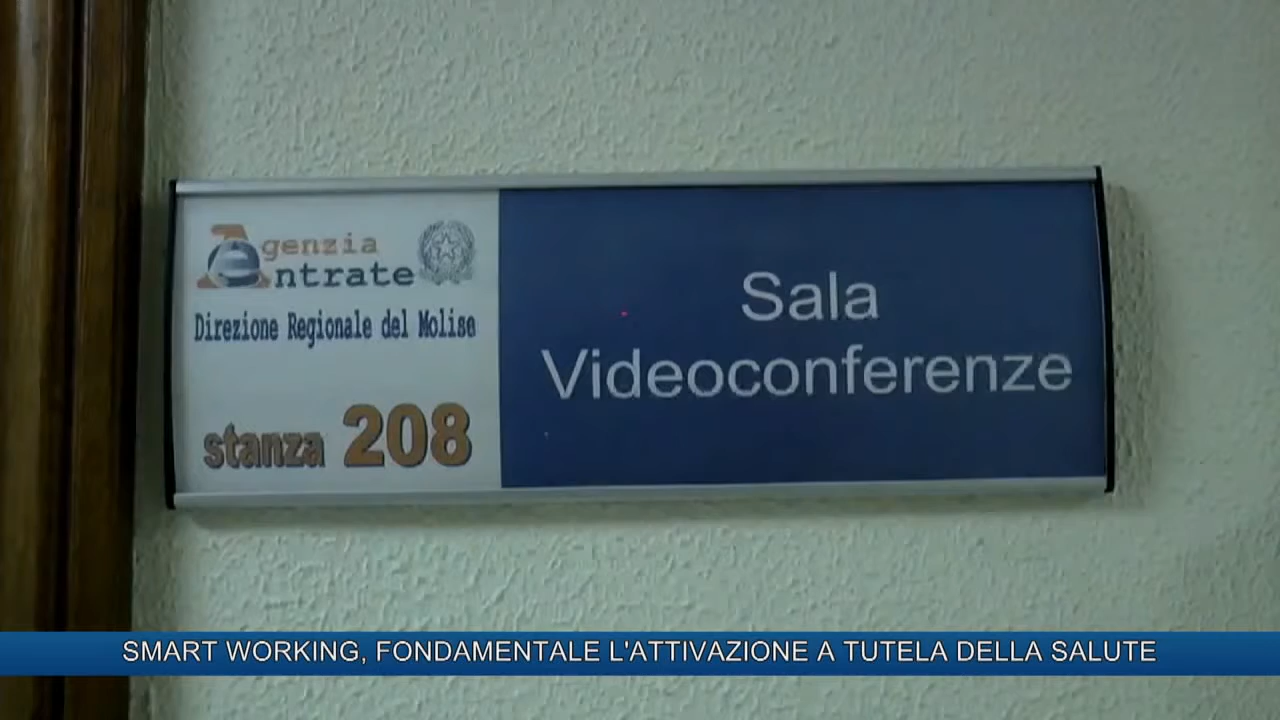 Agenzia
entrate
Direzione Regionale del Molise
stanza 208
Sala
Videoconferenze
SMART WORKING, FONDAMENTALE L'ATTIVAZIONE A TUTELA DELLA SALUTE